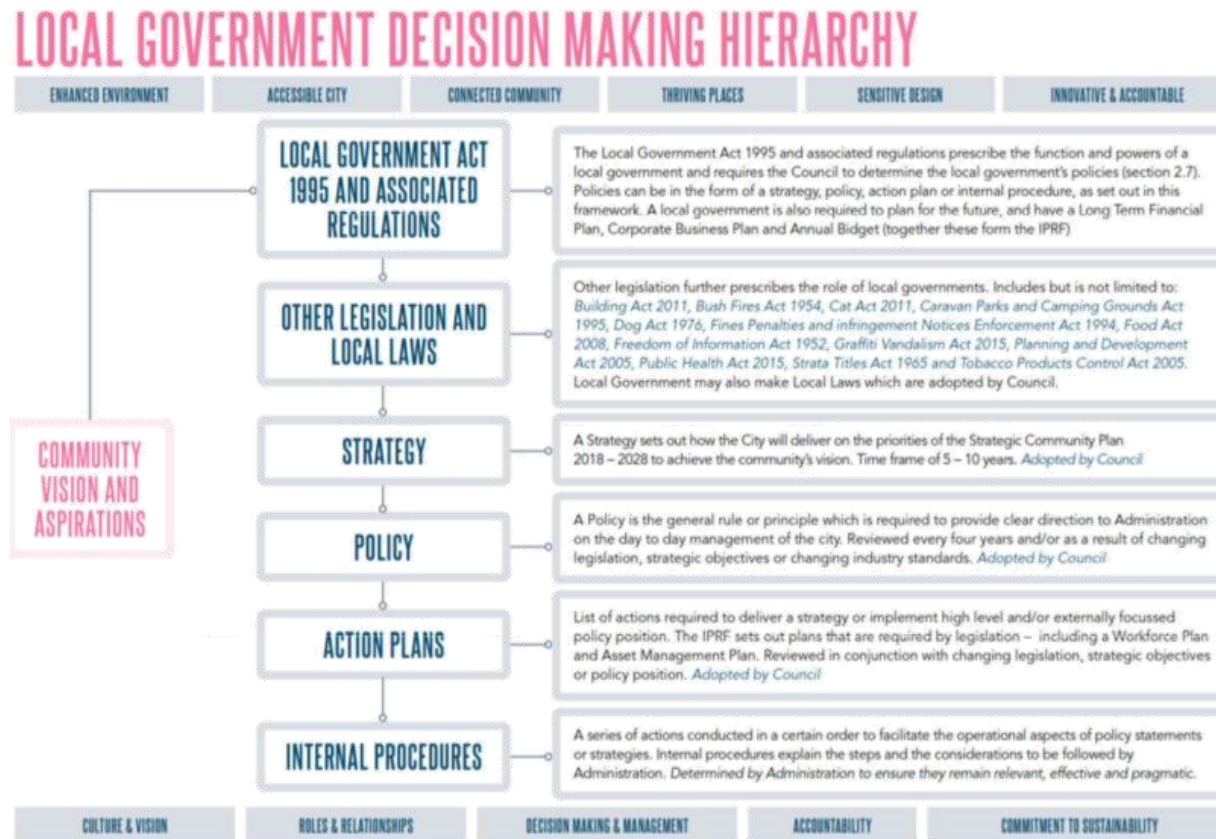 LOCAL GOVERNMENT DECISION MAKING HIERARCHY
ENHANCED ENVIRONMENT
ACCESSIBLE CITY
CONNECTED COMMUNITY
THRIVING PLACES
SENSITIVE DESIGN
INNOVATIVE & ACCOUNTABLE
LOCAL GOVERNMENT ACT
1995 AND ASSOCIATED
REGULATIONS
The Local Government Act 1995 and associated regulations prescribe the function and powers of a
local government and requires the Council to determine the local government's policies (section 2.7).
Policies can be in the form of a strategy, policy, action plan or internal procedure, as set out in this
framework. A local government is also required to plan for the future, and have a Long Term Financial
Plan, Corporate Business Plan and Annual Budget (together these form the IPRF)
OTHER LEGISLATION AND
LOCAL LAWS
Other legislation further prescribes the role of local governments. Includes but is not limited to:
Building Act 2011, Bush Fires Act 1954, Cat Act 2011, Caravan Parks and Camping Grounds Act
1995, Dog Act 1976, Fines Penalties and infringement Notices Enforcement Act 1994, Food Act
2008, Freedom of Information Act 1952, Graffiti Vandalism Act 2015, Planning and Development
Act 2005, Public Health Act 2015, Strata Titles Act 1965 and Tobacco Products Control Act 2005.
Local Government may also make Local Laws which are adopted by Council.
COMMUNITY
VISION AND
ASPIRATIONS
STRATEGY
A Strategy sets out how the City will deliver on the priorities of the Strategic Community Plan
2018 – 2028 to achieve the community's vision. Time frame of 5 – 10 years. Adopted by Council
POLICY
A Policy is the general rule or principle which is required to provide clear direction to Administration
on the day to day management of the city. Reviewed every four years and/or as a result of changing
legislation, strategic objectives or changing industry standards. Adopted by Council
ACTION PLANS
List of actions required to deliver a strategy or implement high level and/or externally focussed
policy position. The IPRF sets out plans that are required by legislation – including a Workforce Plan
and Asset Management Plan. Reviewed in conjunction with changing legislation, strategic objectives
or policy position. Adopted by Council
INTERNAL PROCEDURES
A series of actions conducted in a certain order to facilitate the operational aspects of policy statements
or strategies. Internal procedures explain the steps and the considerations to be followed by
Administration. Determined by Administration to ensure they remain relevant, effective and pragmatic.
CULTURE & VISION
ROLES & RELATIONSHIPS
DECISION MAKING & MANAGEMENT
ACCOUNTABILITY
COMMITMENT TO SUSTAINABILITY